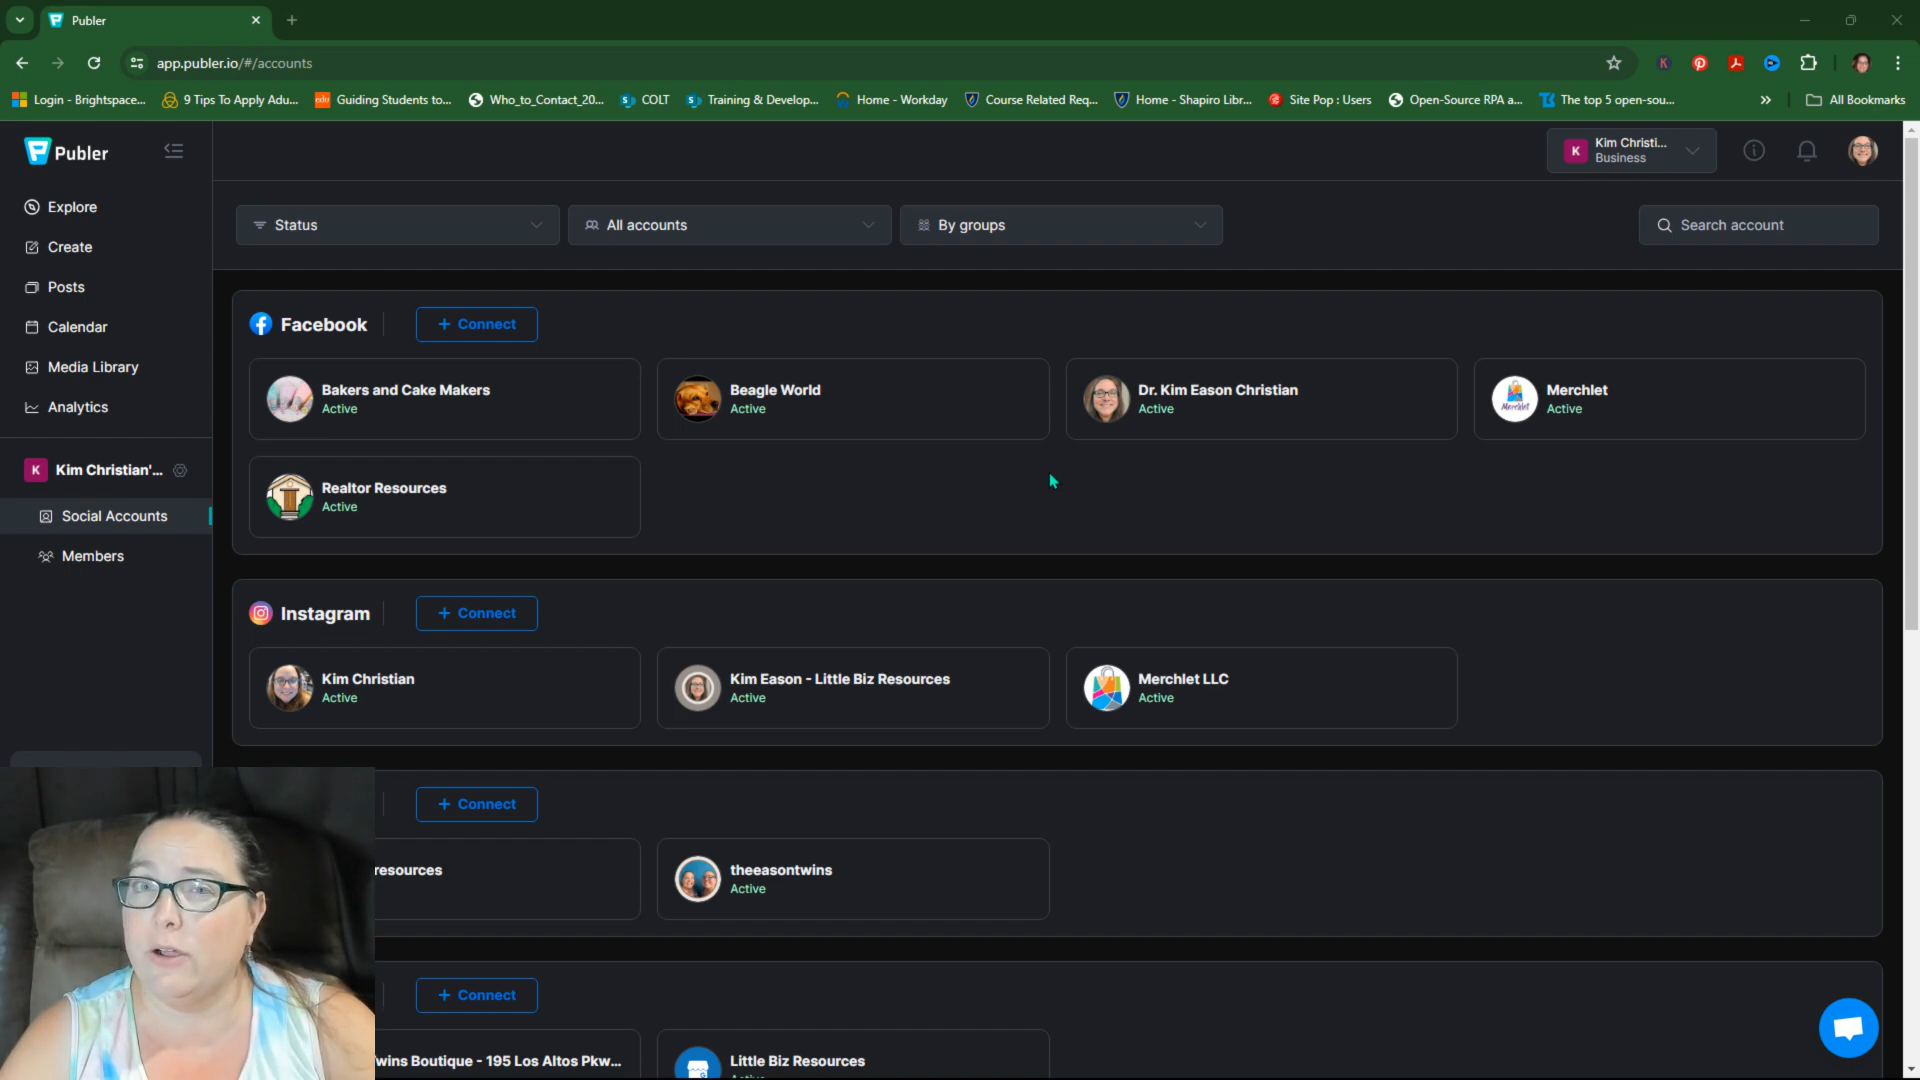 Publer
app.publer.io/#/accounts
Login - Brightspace...
9 Tips To Apply Adu...
Guiding Students to...
Who_to_Contact_20...
COLT
Training & Develop...
Home - Workday
Course Related Req...
Home - Shapiro Libr...
Site Pop : Users
Open-Source RPA a...
The top 5 open-sou...
All Bookmarks
Publer
K
Kim Christi...
Business
Explore
Create
Posts
Calendar
Media Library
Analytics
K Kim Christian'...
Social Accounts
Members
Status
All accounts
By groups
Search account
Facebook
+ Connect
Bakers and Cake Makers
Active
Beagle World
Active
Dr. Kim Eason Christian
Active
Merchlet
Merchlet
Active
Realtor Resources
Active
Instagram
+ Connect
Kim Christian
Active
Kim Eason - Little Biz Resources
Active
Merchlet LLC
Active
+ Connect
resources
theeasontwins
Active
+ Connect
wins Boutique - 195 Los Altos Pkw...
Little Biz Resources